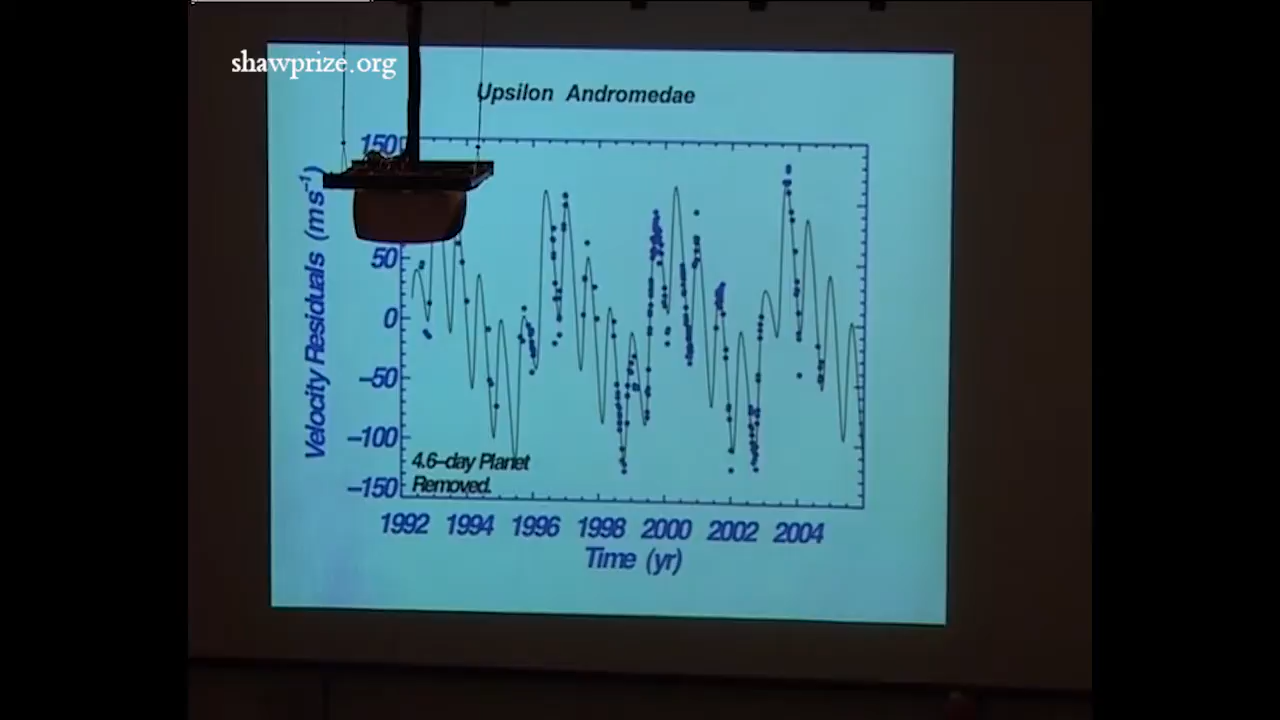 shawprize.org
Upsilon Andromedae
150
50
0
−50
−100
−150
Velocity Residuals (m s⁻¹)
4.6–day Planet
Removed.
1992 1994 1996 1998 2000 2002 2004
Time (yr)